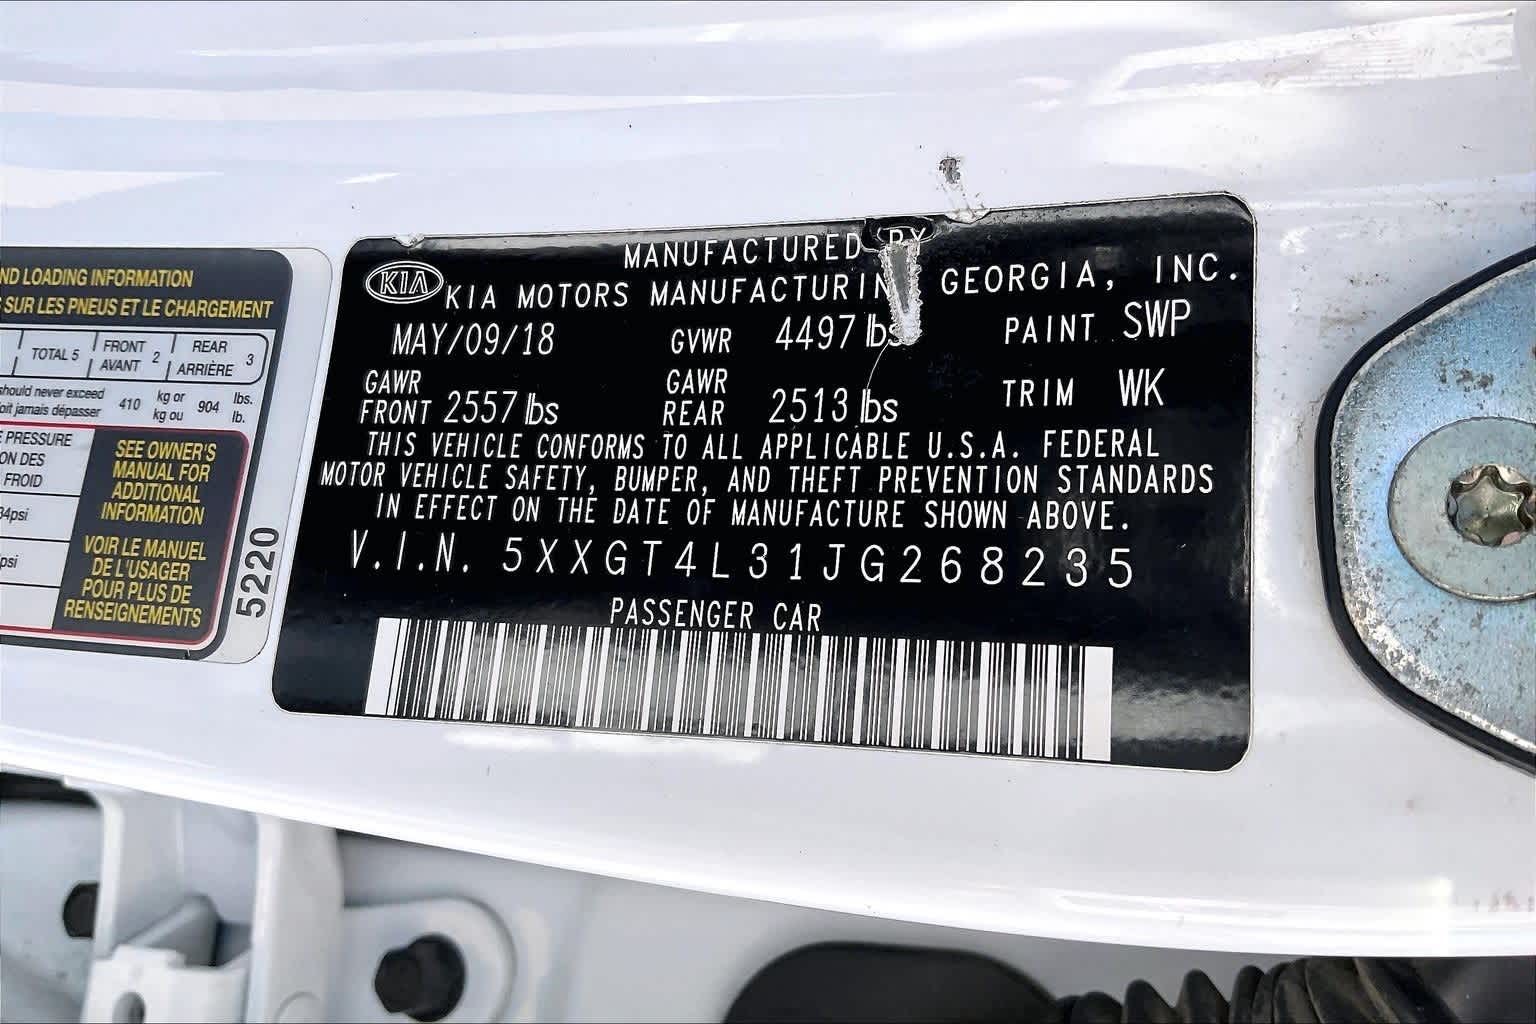 ND LOADING INFORMATION
SUR LES PNEUS ET LE CHARGEMENT
TOTAL 5 FRONT AVANT 2 REAR ARRIÈRE 3
should never exceed
oit jamais dépasser 410 kg or kg ou 904 lbs. lb.
E PRESSURE
ON DES
FROID
34psi
psi
SEE OWNER'S
MANUAL FOR
ADDITIONAL
INFORMATION
VOIR LE MANUEL
DE L'USAGER
POUR PLUS DE
RENSEIGNEMENTS
5220
MANUFACTURED BY
KIA KIA MOTORS MANUFACTURING GEORGIA, INC.
MAY/09/18 GVWR 4497 lbs PAINT SWP
GAWR FRONT 2557 lbs GAWR REAR 2513 lbs TRIM WK
THIS VEHICLE CONFORMS TO ALL APPLICABLE U.S.A. FEDERAL
MOTOR VEHICLE SAFETY, BUMPER, AND THEFT PREVENTION STANDARDS
IN EFFECT ON THE DATE OF MANUFACTURE SHOWN ABOVE.
V.I.N. 5XXGT4L31JG268235
PASSENGER CAR